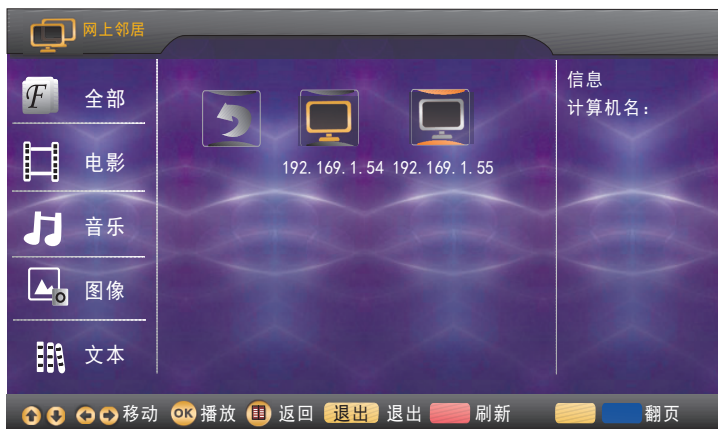 网上邻居
F
全部
电影
音乐
图像
文本
192.169.1.54 192.169.1.55
信息
计算机名：
移动 OK 播放 返回 退出 退出 刷新 翻页